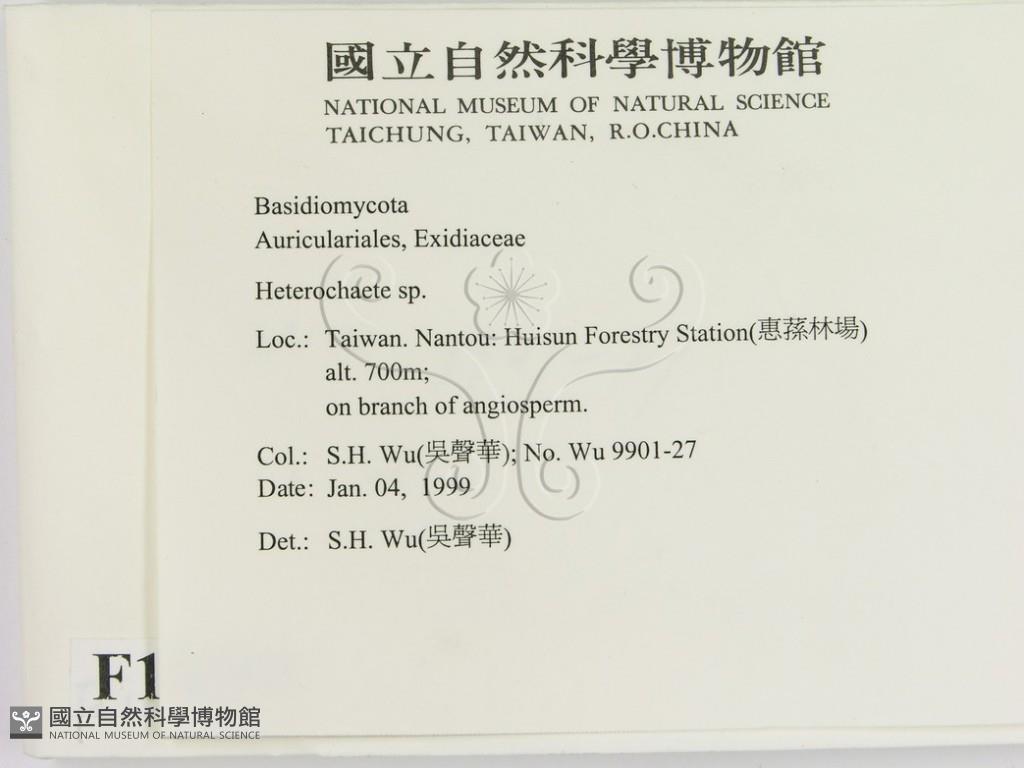 國立自然科學博物館
NATIONAL MUSEUM OF NATURAL SCIENCE
TAICHUNG, TAIWAN, R.O.CHINA
Basidiomycota
Auriculariales, Exidiaceae
Heterochaete sp.
Loc.: Taiwan. Nantou: Huisun Forestry Station(惠蓀林場)
alt. 700m;
on branch of angiosperm.
Col.: S.H. Wu(吳聲華); No. Wu 9901-27
Date: Jan. 04, 1999
Det.: S.H. Wu(吳聲華)
F1
國立自然科學博物館
NATIONAL MUSEUM OF NATURAL SCIENCE